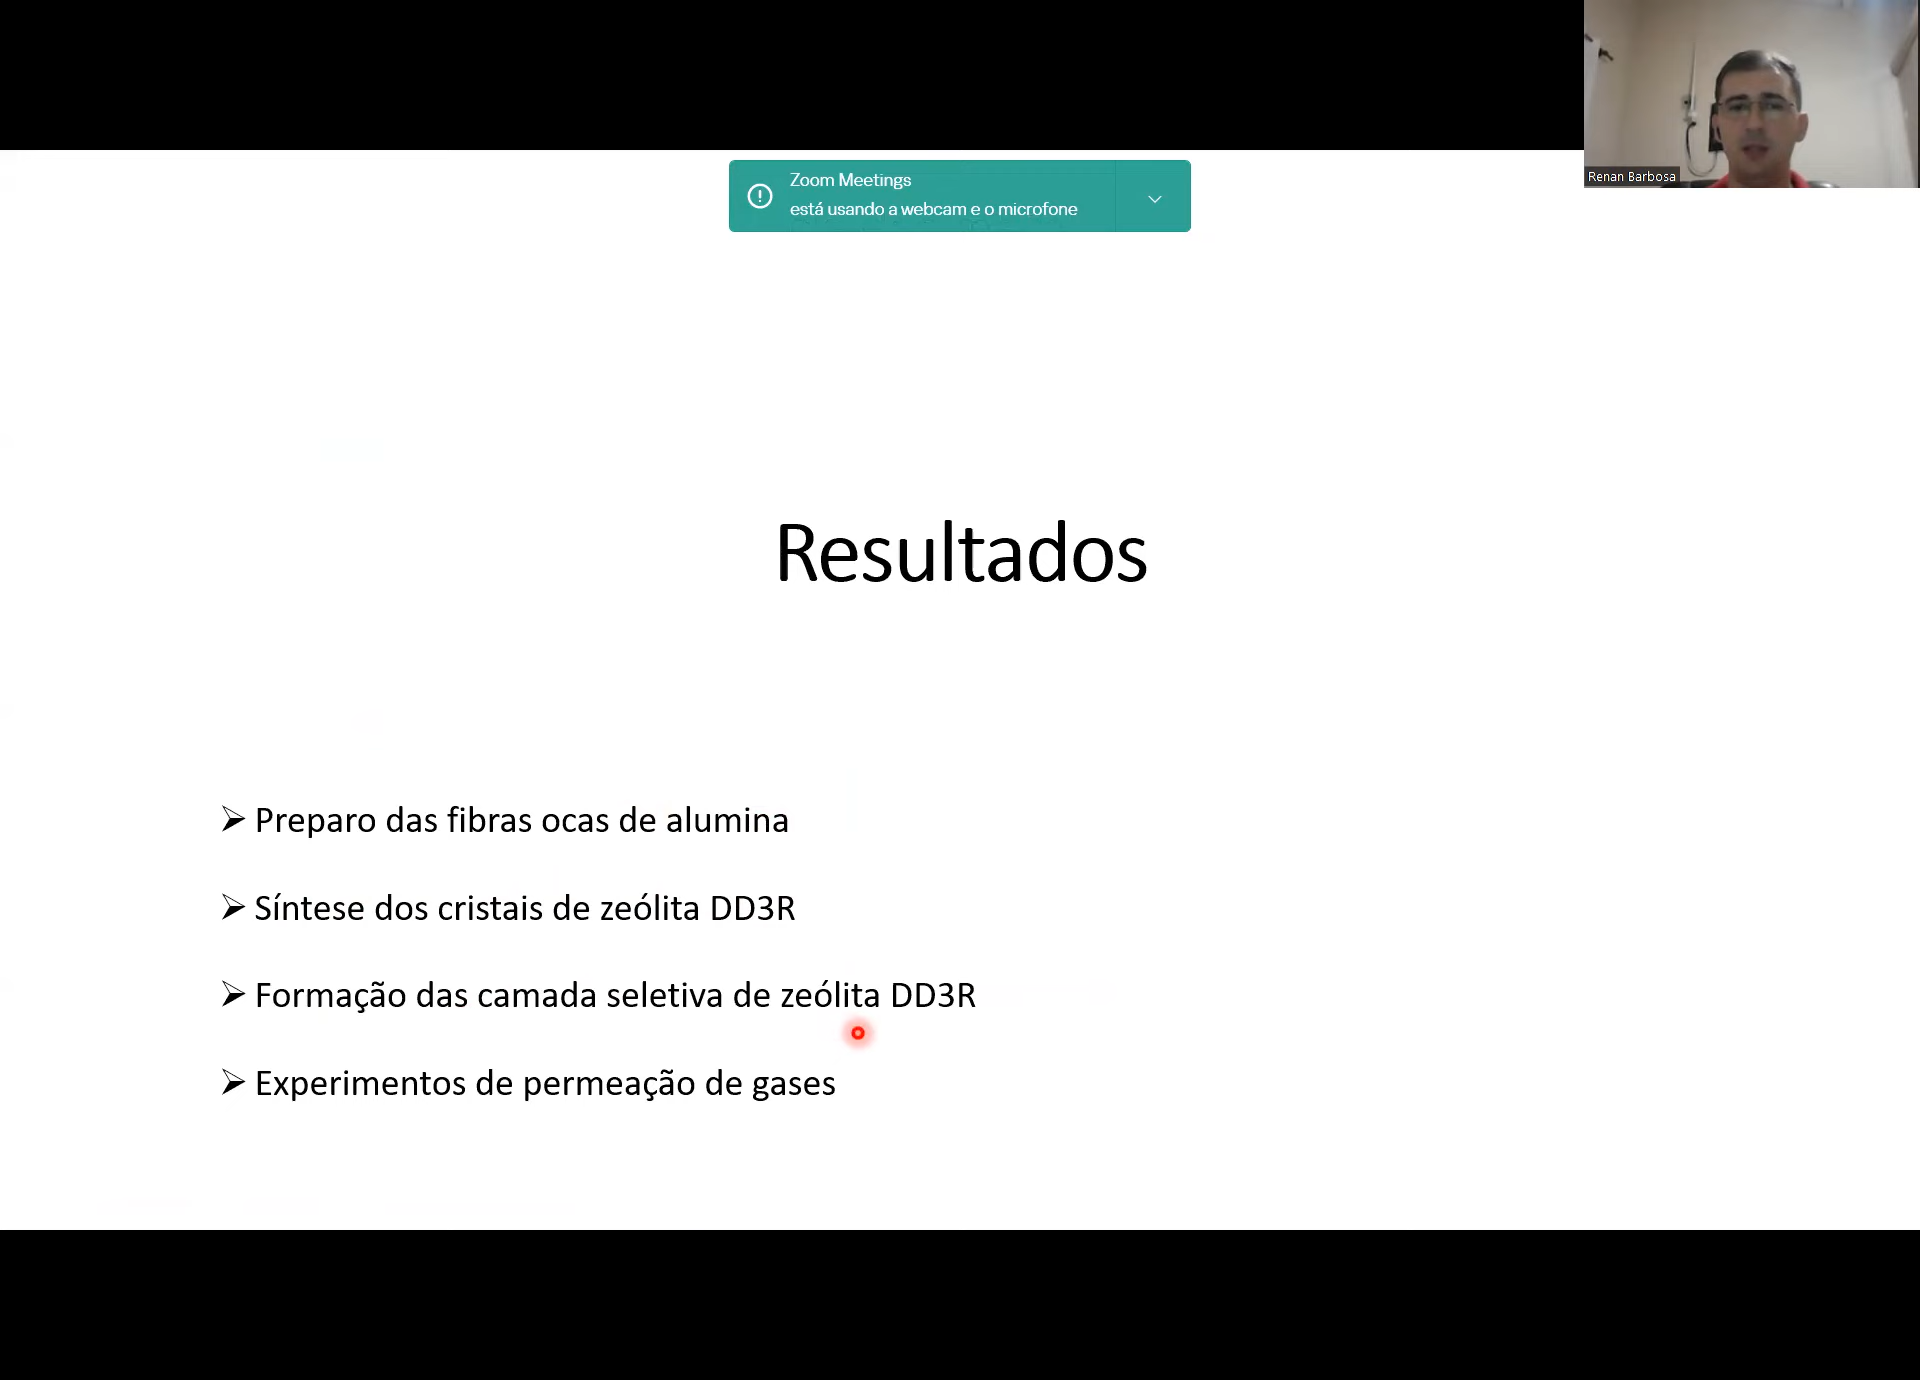 Renan Barbosa
Zoom Meetings
está usando a webcam e o microfone
Resultados
Preparo das fibras ocas de alumina
Síntese dos cristais de zeólita DD3R
Formação das camada seletiva de zeólita DD3R
Experimentos de permeação de gases